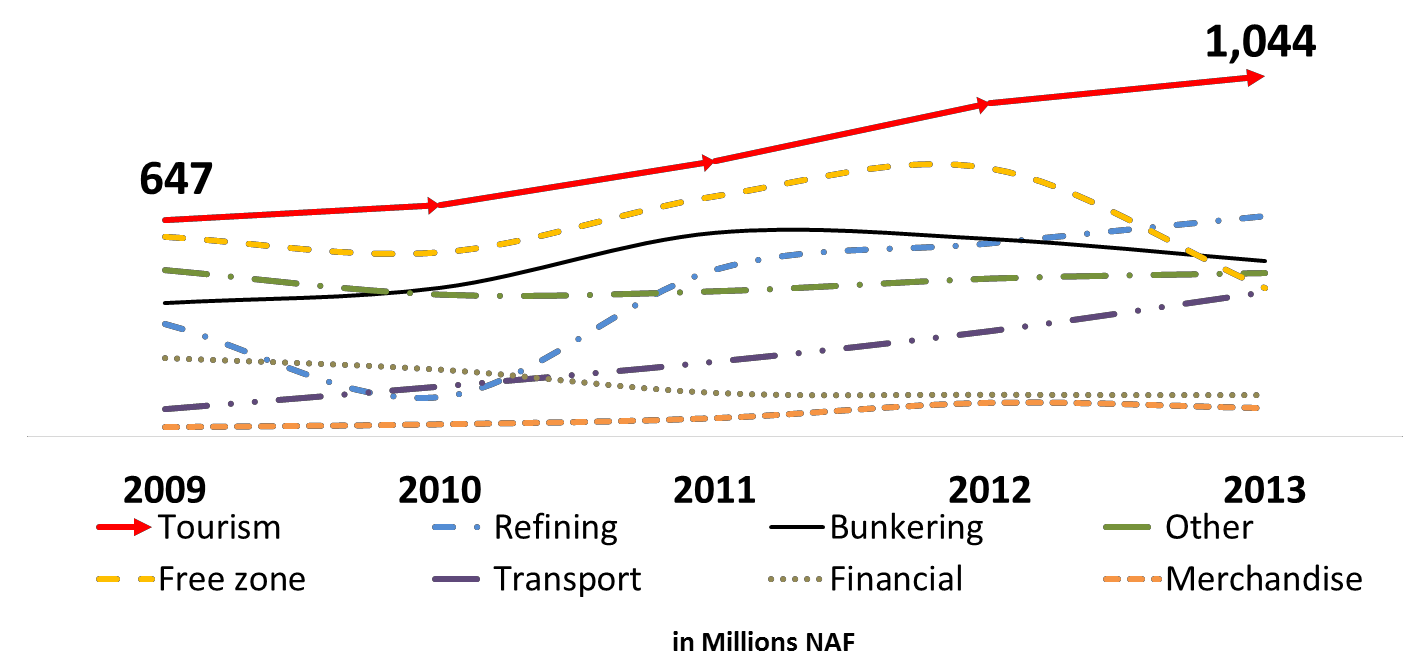 1,044
647
2009 2010 2011 2012 2013
Tourism Refining Bunkering Other
Free zone Transport Financial Merchandise
in Millions NAF